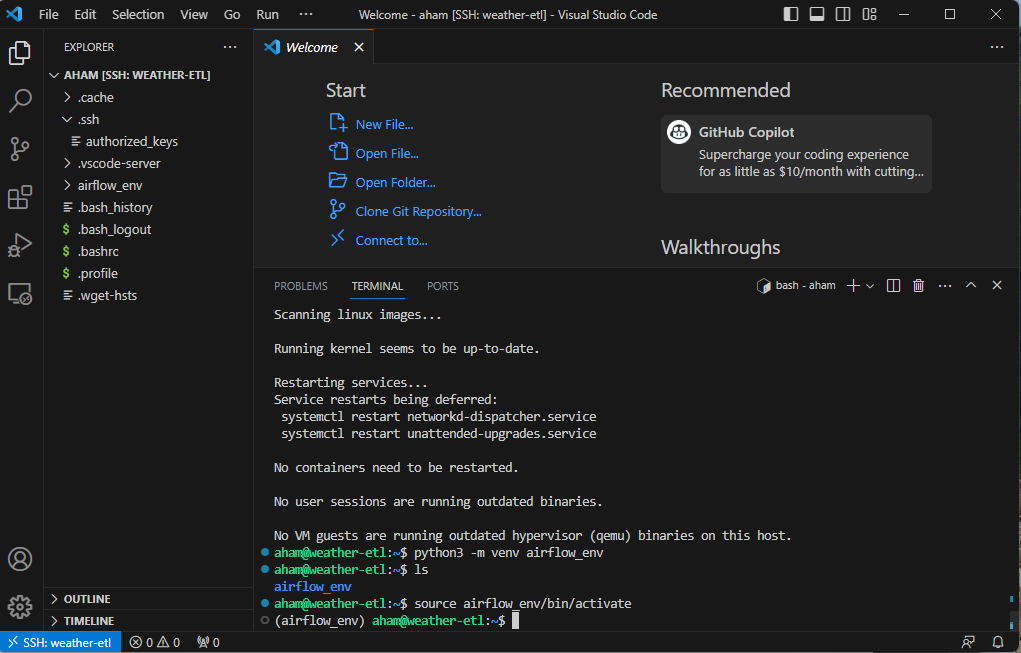 File Edit Selection View Go Run ··· Welcome - aham [SSH: weather-etl] - Visual Studio Code
EXPLORER
AHAM [SSH: WEATHER-ETL]
.cache
.ssh
authorized_keys
.vscode-server
airflow_env
.bash_history
$ .bash_logout
$ .bashrc
$ .profile
.wget-hsts
OUTLINE
TIMELINE
Welcome
Start
New File...
Open File...
Open Folder...
Clone Git Repository...
Connect to...
Recommended
GitHub Copilot
Supercharge your coding experience
for as little as $10/month with cutting...
Walkthroughs
PROBLEMS TERMINAL PORTS bash - aham
Scanning linux images...
Running kernel seems to be up-to-date.
Restarting services...
Service restarts being deferred:
systemctl restart networkd-dispatcher.service
systemctl restart unattended-upgrades.service
No containers need to be restarted.
No user sessions are running outdated binaries.
No VM guests are running outdated hypervisor (qemu) binaries on this host.
aham@weather-etl:~$ python3 -m venv airflow_env
aham@weather-etl:~$ ls
airflow_env
aham@weather-etl:~$ source airflow_env/bin/activate
(airflow_env) aham@weather-etl:~$
SSH: weather-etl 0 0 0